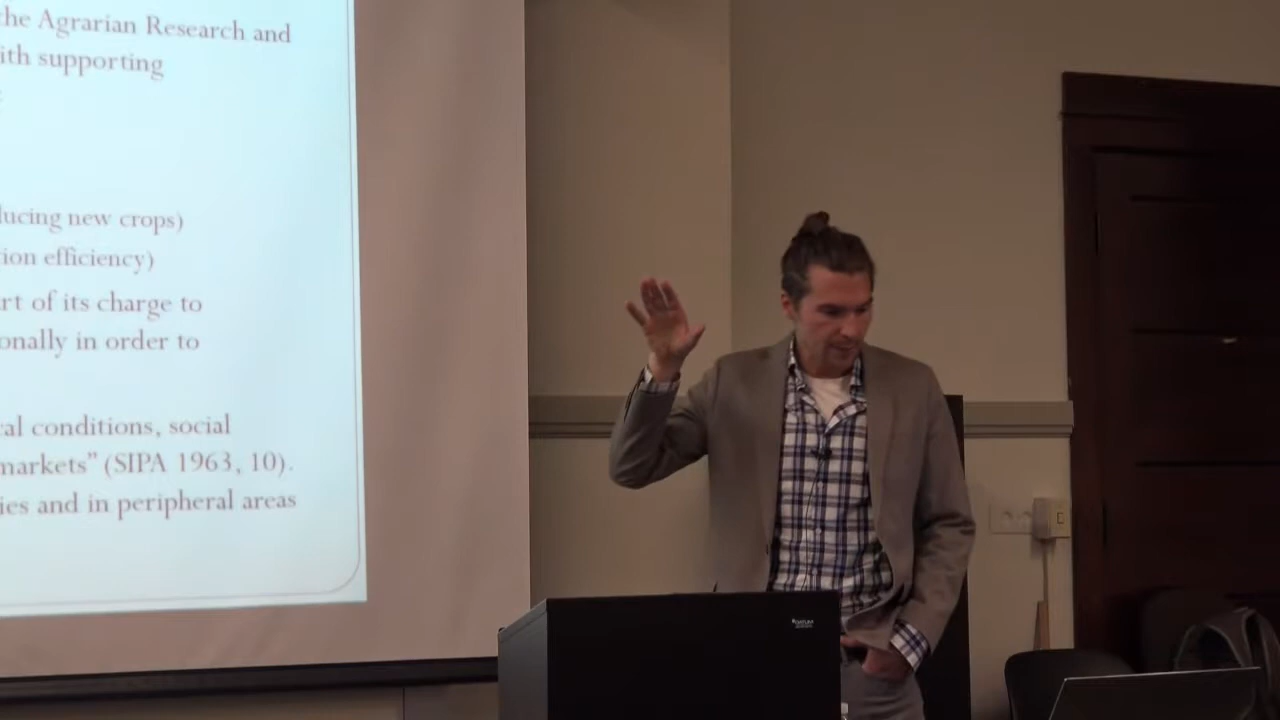 the Agrarian Research and
ith supporting
:
lucing new crops)
ion efficiency)
rt of its charge to
onally in order to
al conditions, social
markets” (SIPA 1963, 10).
ies and in peripheral areas